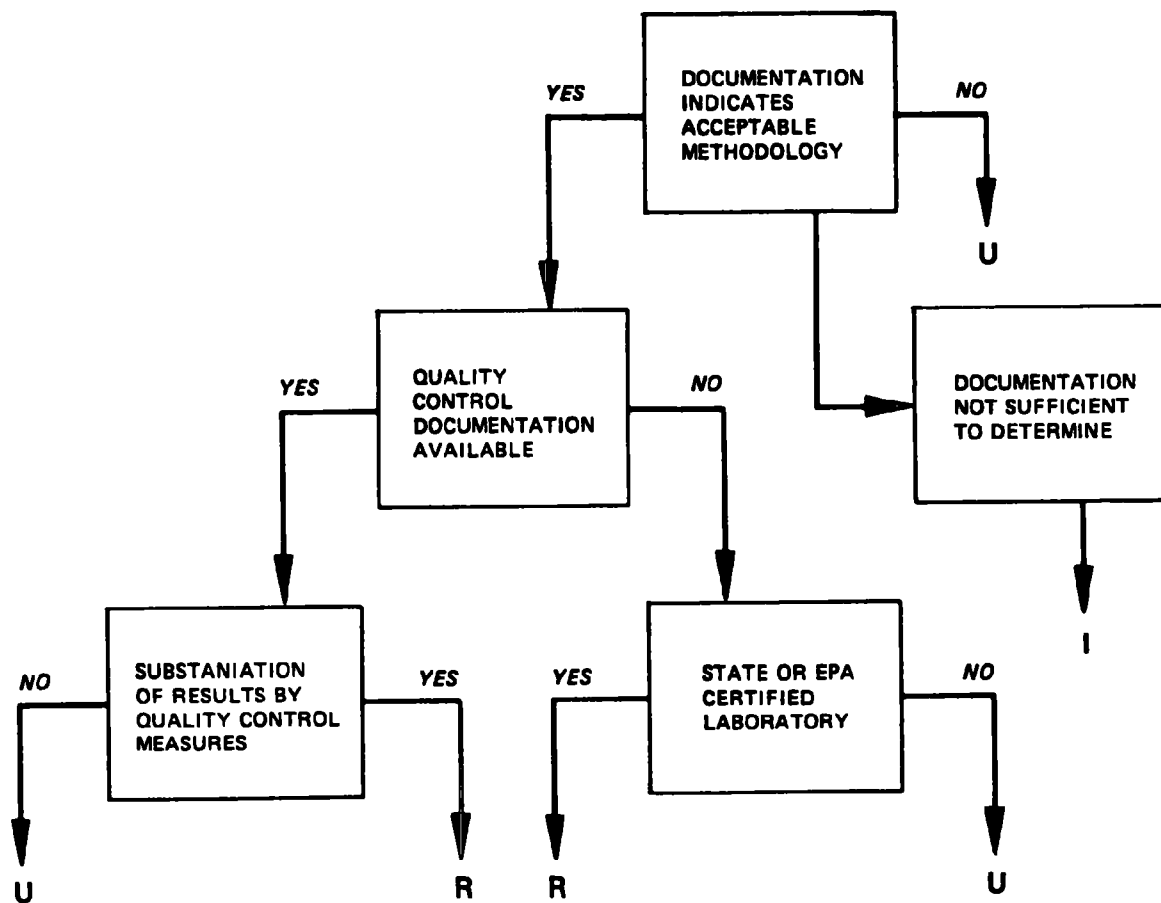 DOCUMENTATION
INDICATES
ACCEPTABLE
METHODOLOGY
YES
NO
U
QUALITY
CONTROL
DOCUMENTATION
AVAILABLE
YES
NO
DOCUMENTATION
NOT SUFFICIENT
TO DETERMINE
I
SUBSTANIATION
OF RESULTS BY
QUALITY CONTROL
MEASURES
NO
YES
U
R
STATE OR EPA
CERTIFIED
LABORATORY
YES
NO
R
U